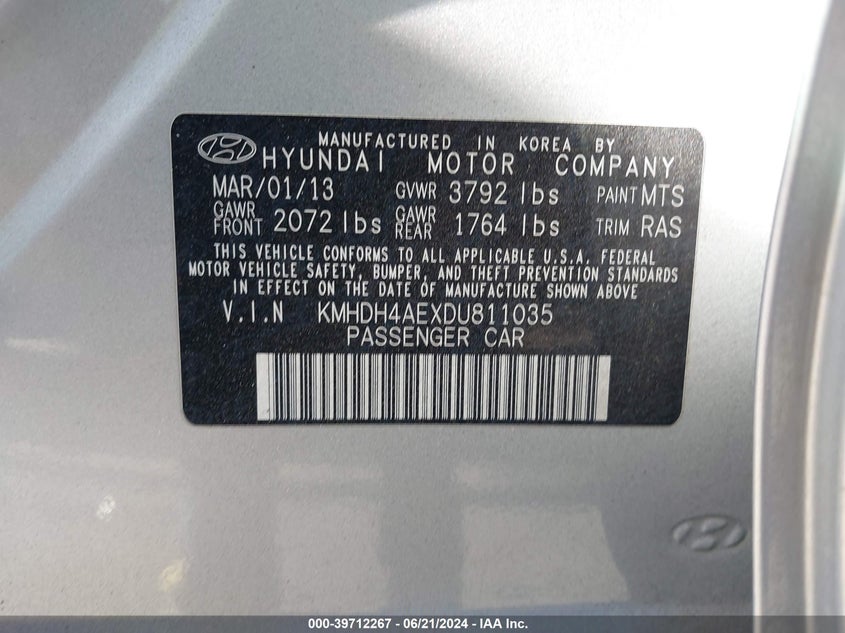 MANUFACTURED IN KOREA BY
HYUNDAI MOTOR COMPANY
MAR/01/13 GVWR 3792 lbs PAINT MTS
GAWR FRONT 2072 lbs GAWR REAR 1764 lbs TRIM RAS
THIS VEHICLE CONFORMS TO ALL APPLICABLE U.S.A. FEDERAL
MOTOR VEHICLE SAFETY, BUMPER, AND THEFT PREVENTION STANDARDS
IN EFFECT ON THE DATE OF MANUFACTURE SHOWN ABOVE
V.I.N KMHDH4AEXDU811035
PASSENGER CAR
000-39712267 - 06/21/2024 - IAA Inc.